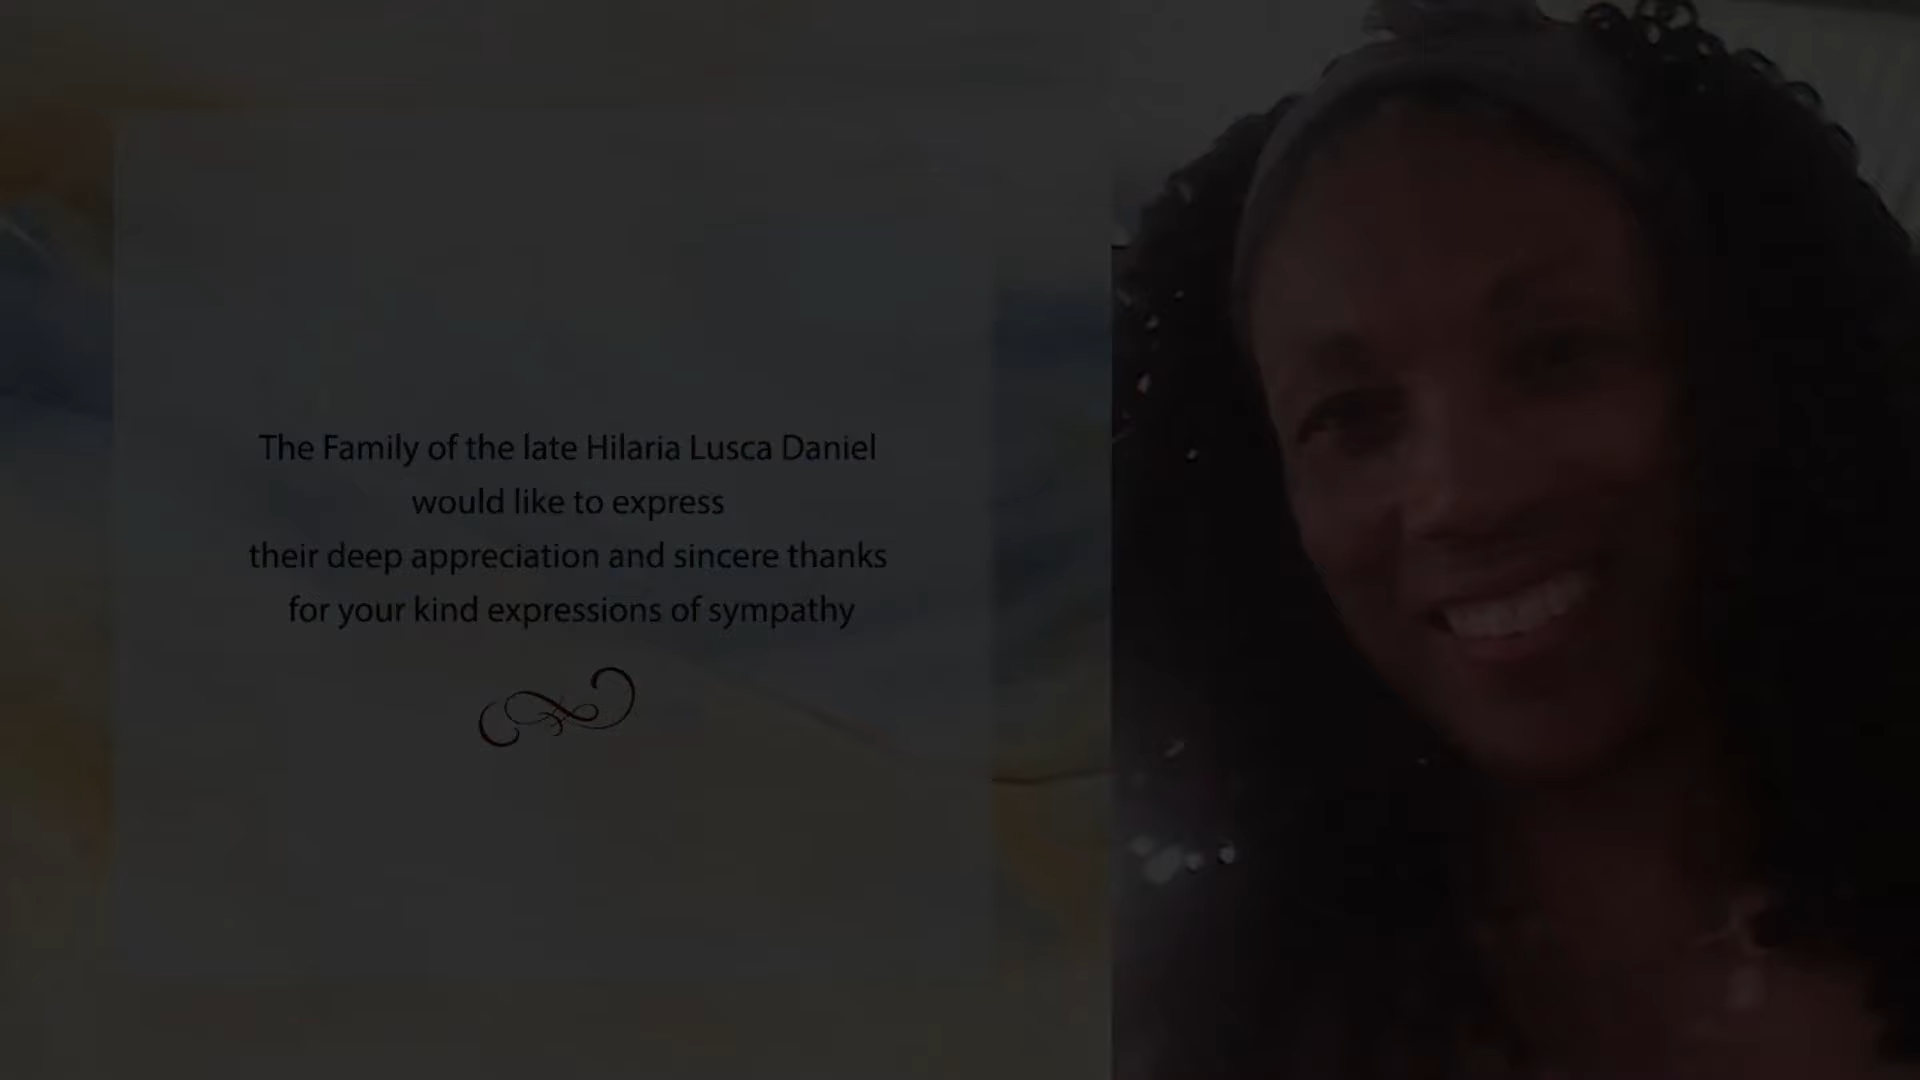 The Family of the late Hilaria Lusca Daniel
would like to express
their deep appreciation and sincere thanks
for your kind expressions of sympathy